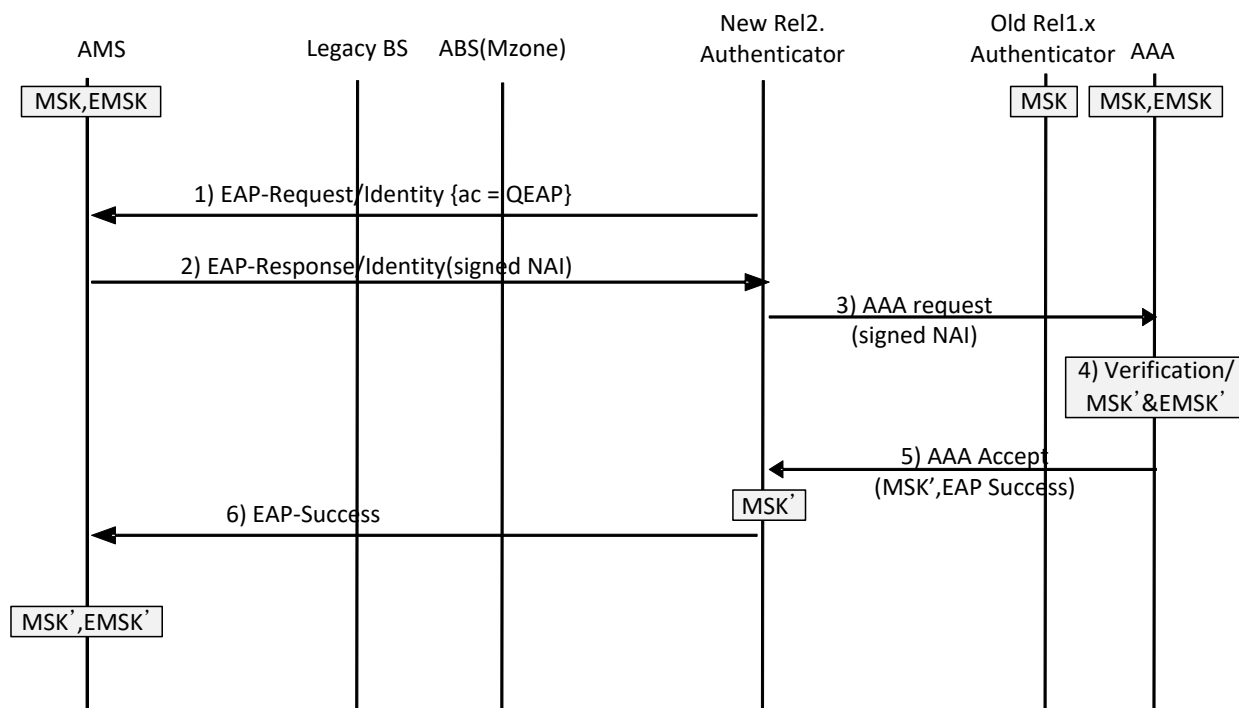 AMS
Legacy BS
ABS(Mzone)
New Rel2.
Authenticator
Old Rel1.x
Authenticator
AAA
MSK,EMSK
MSK
MSK,EMSK
1) EAP-Request/Identity {ac = QEAP}
2) EAP-Response/Identity(signed NAI)
3) AAA request
(signed NAI)
4) Verification/
MSK’&EMSK’
5) AAA Accept
(MSK’,EAP Success)
MSK’
6) EAP-Success
MSK’,EMSK’